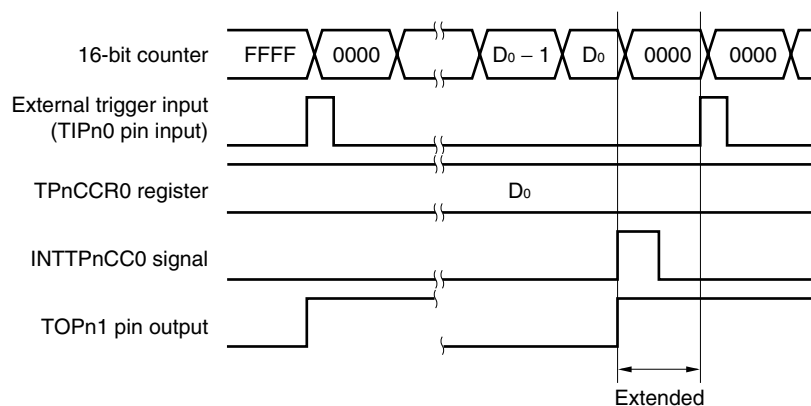 16-bit counter FFFF 0000 D0 − 1 D0 0000 0000
External trigger input
(TIPn0 pin input)
TPnCCR0 register D0
INTTPnCC0 signal
TOPn1 pin output
Extended